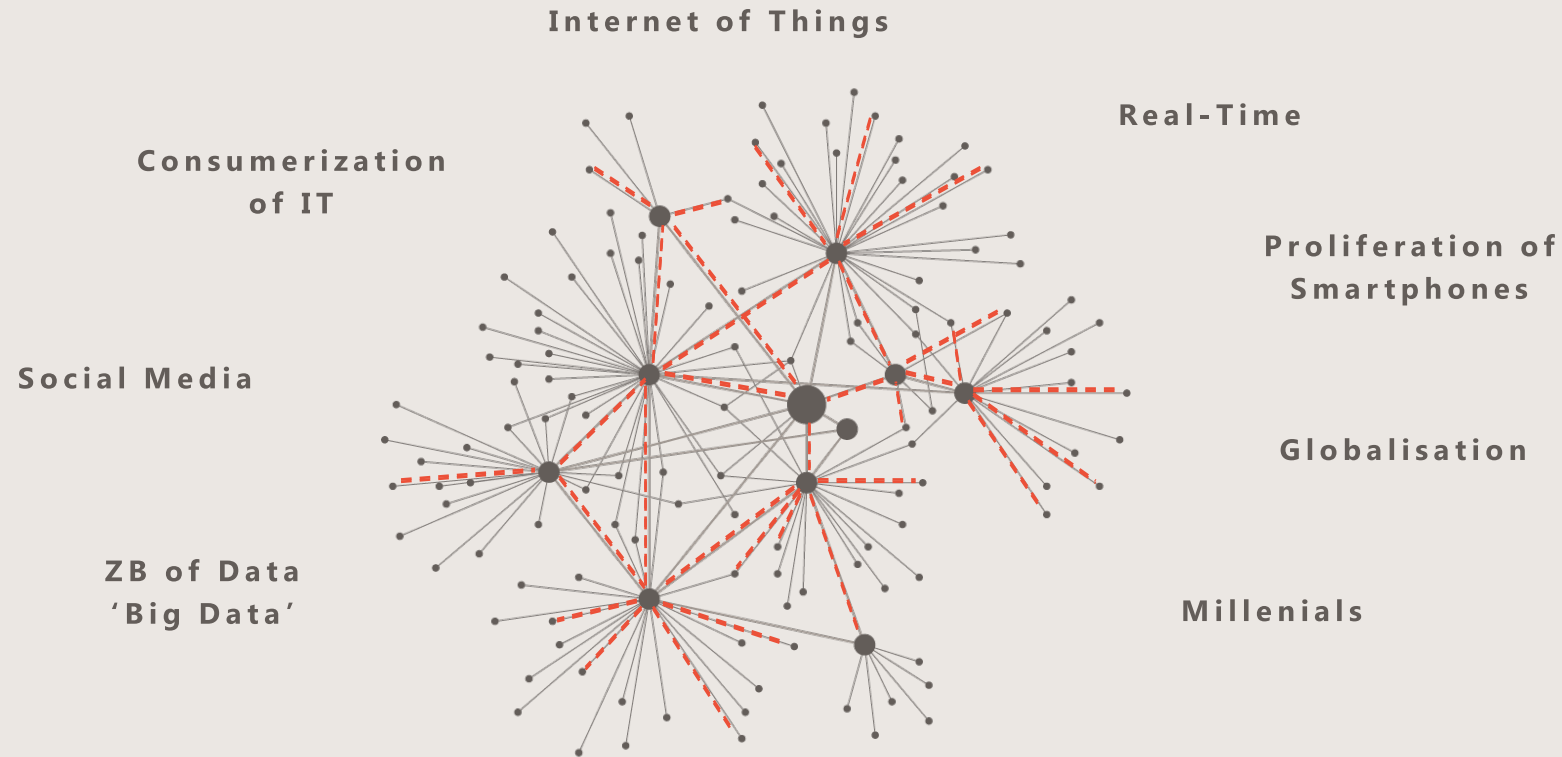 Internet of Things
Real-Time
Consumerization
of IT
Proliferation of
Smartphones
Social Media
Globalisation
ZB of Data
‘Big Data’
Millenials